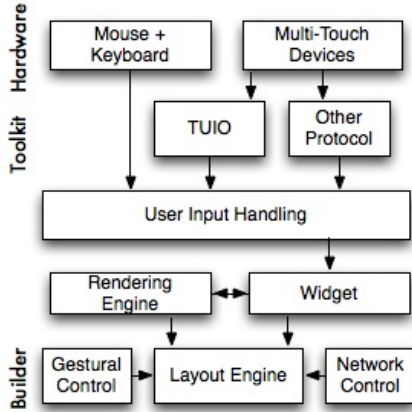 Hardware
Mouse +
Keyboard
Multi-Touch
Devices
Toolkit
TUIO
Other
Protocol
User Input Handling
Rendering
Engine
Widget
Builder
Gestural
Control
Layout Engine
Network
Control